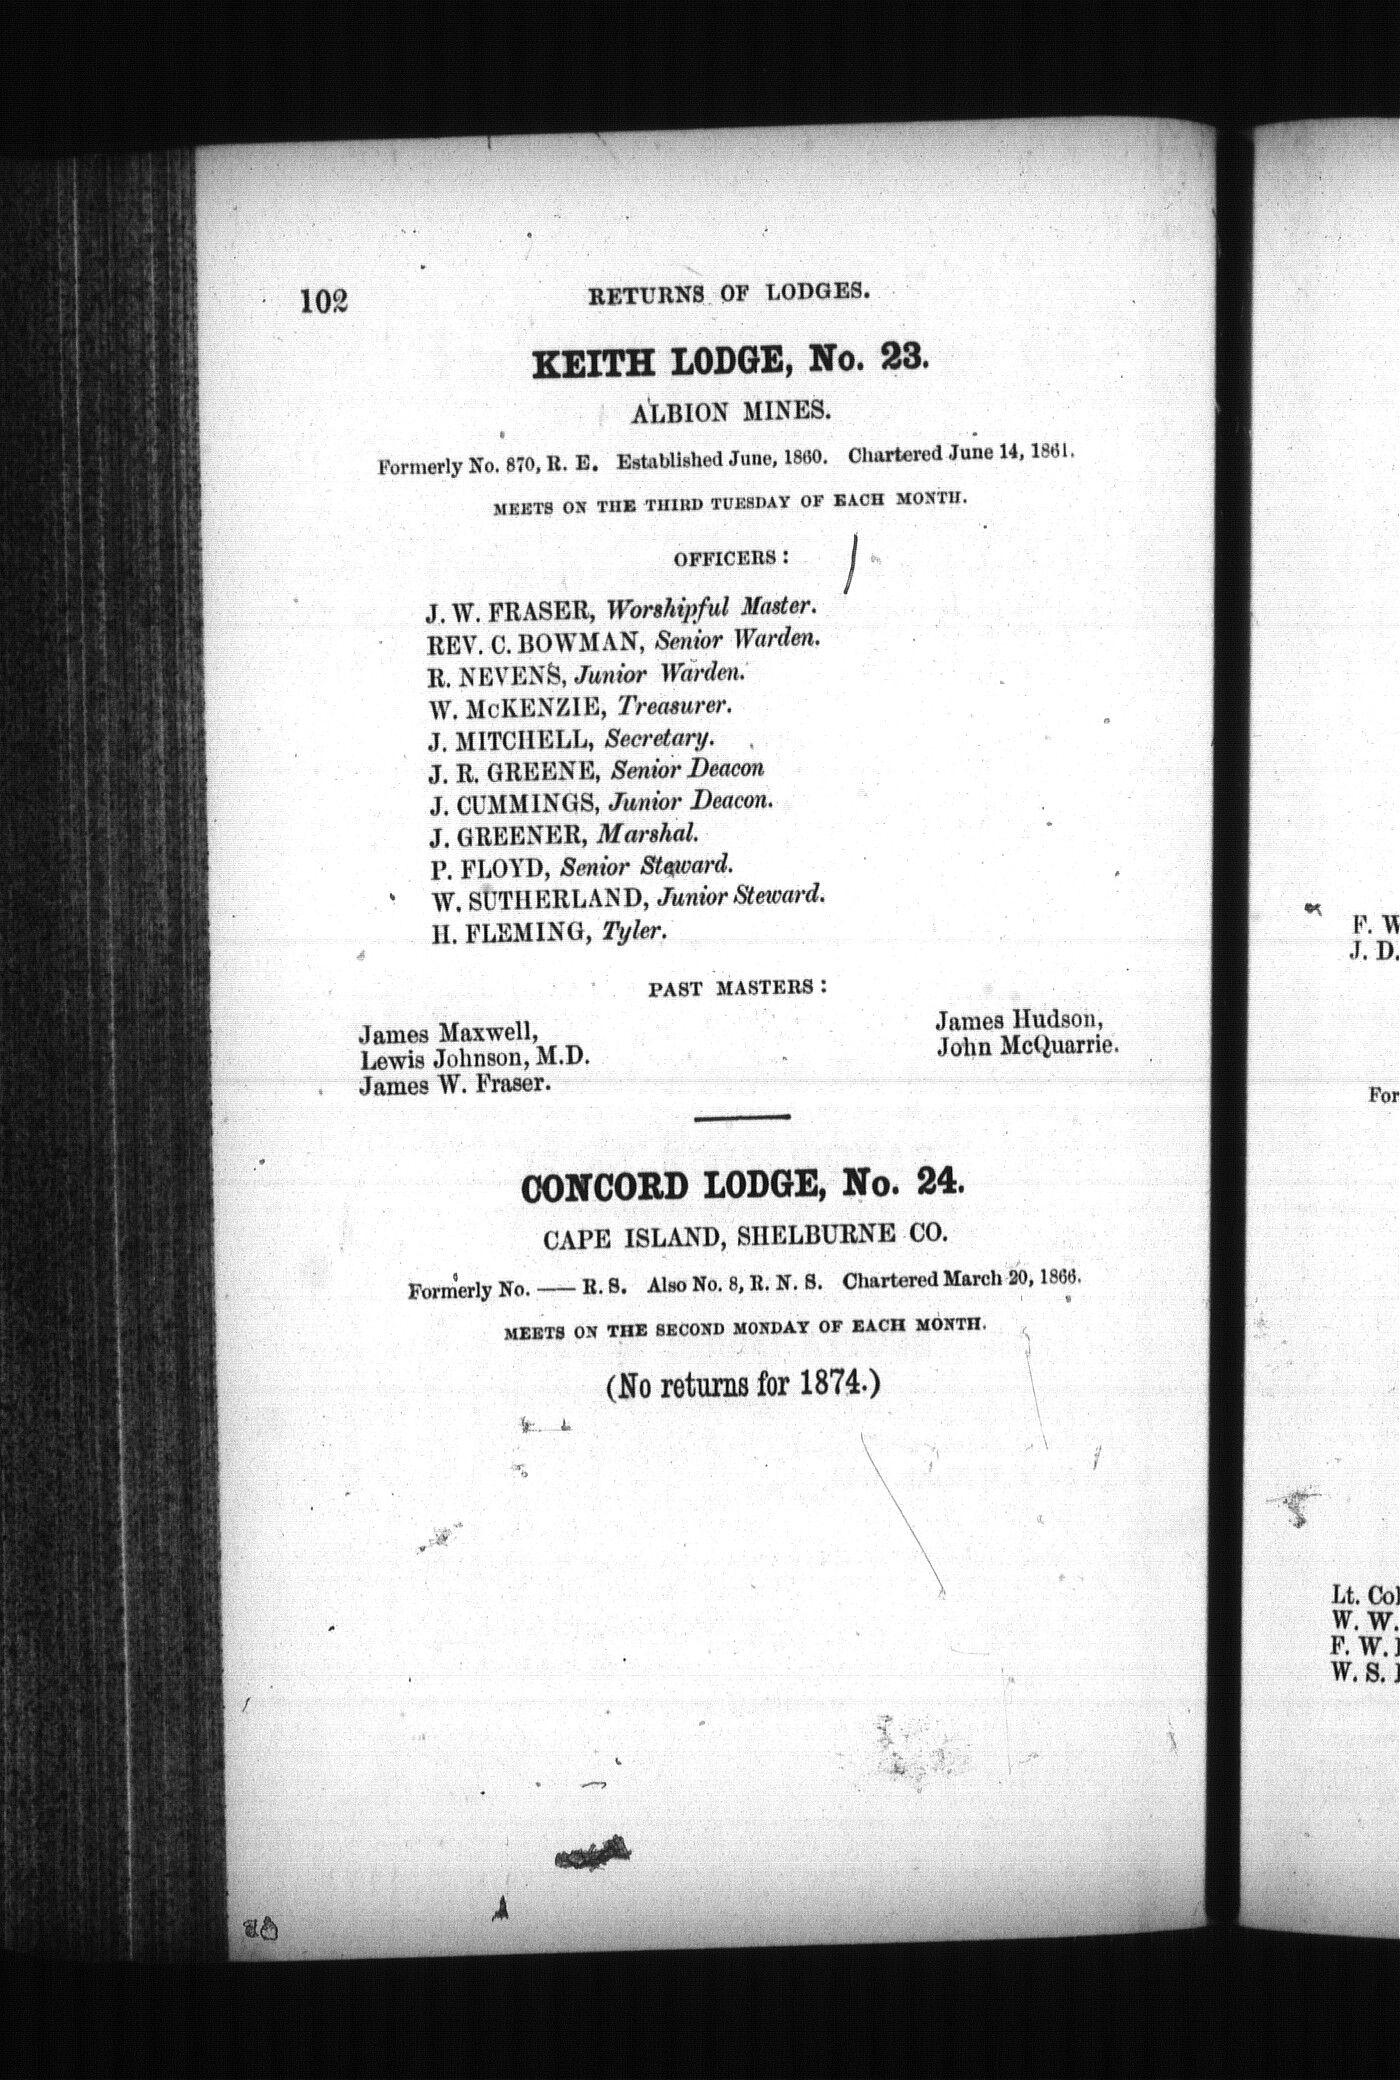 102 RETURNS OF LODGES.
KEITH LODGE, No. 23.
ALBION MINES.
Formerly No. 870, R. E. Established June, 1860. Chartered June 14, 1861.
MEETS ON THE THIRD TUESDAY OF EACH MONTH.
OFFICERS:
J. W. FRASER, Worshipful Master.
REV. C. BOWMAN, Senior Warden.
R. NEVENS, Junior Warden.
W. McKENZIE, Treasurer.
J. MITCHELL, Secretary.
J. R. GREENE, Senior Deacon
J. CUMMINGS, Junior Deacon.
J. GREENER, Marshal.
P. FLOYD, Senior Steward.
W. SUTHERLAND, Junior Steward.
H. FLEMING, Tyler.
PAST MASTERS:
James Maxwell,
Lewis Johnson, M.D.
James W. Fraser.
James Hudson,
John McQuarrie.
CONCORD LODGE, No. 24.
CAPE ISLAND, SHELBURNE CO.
Formerly No. —— R. S. Also No. 8, R. N. S. Chartered March 20, 1866.
MEETS ON THE SECOND MONDAY OF EACH MONTH.
(No returns for 1874.)
F. W
J. D.
For
Lt. Col
W. W.
F. W.
W. S.